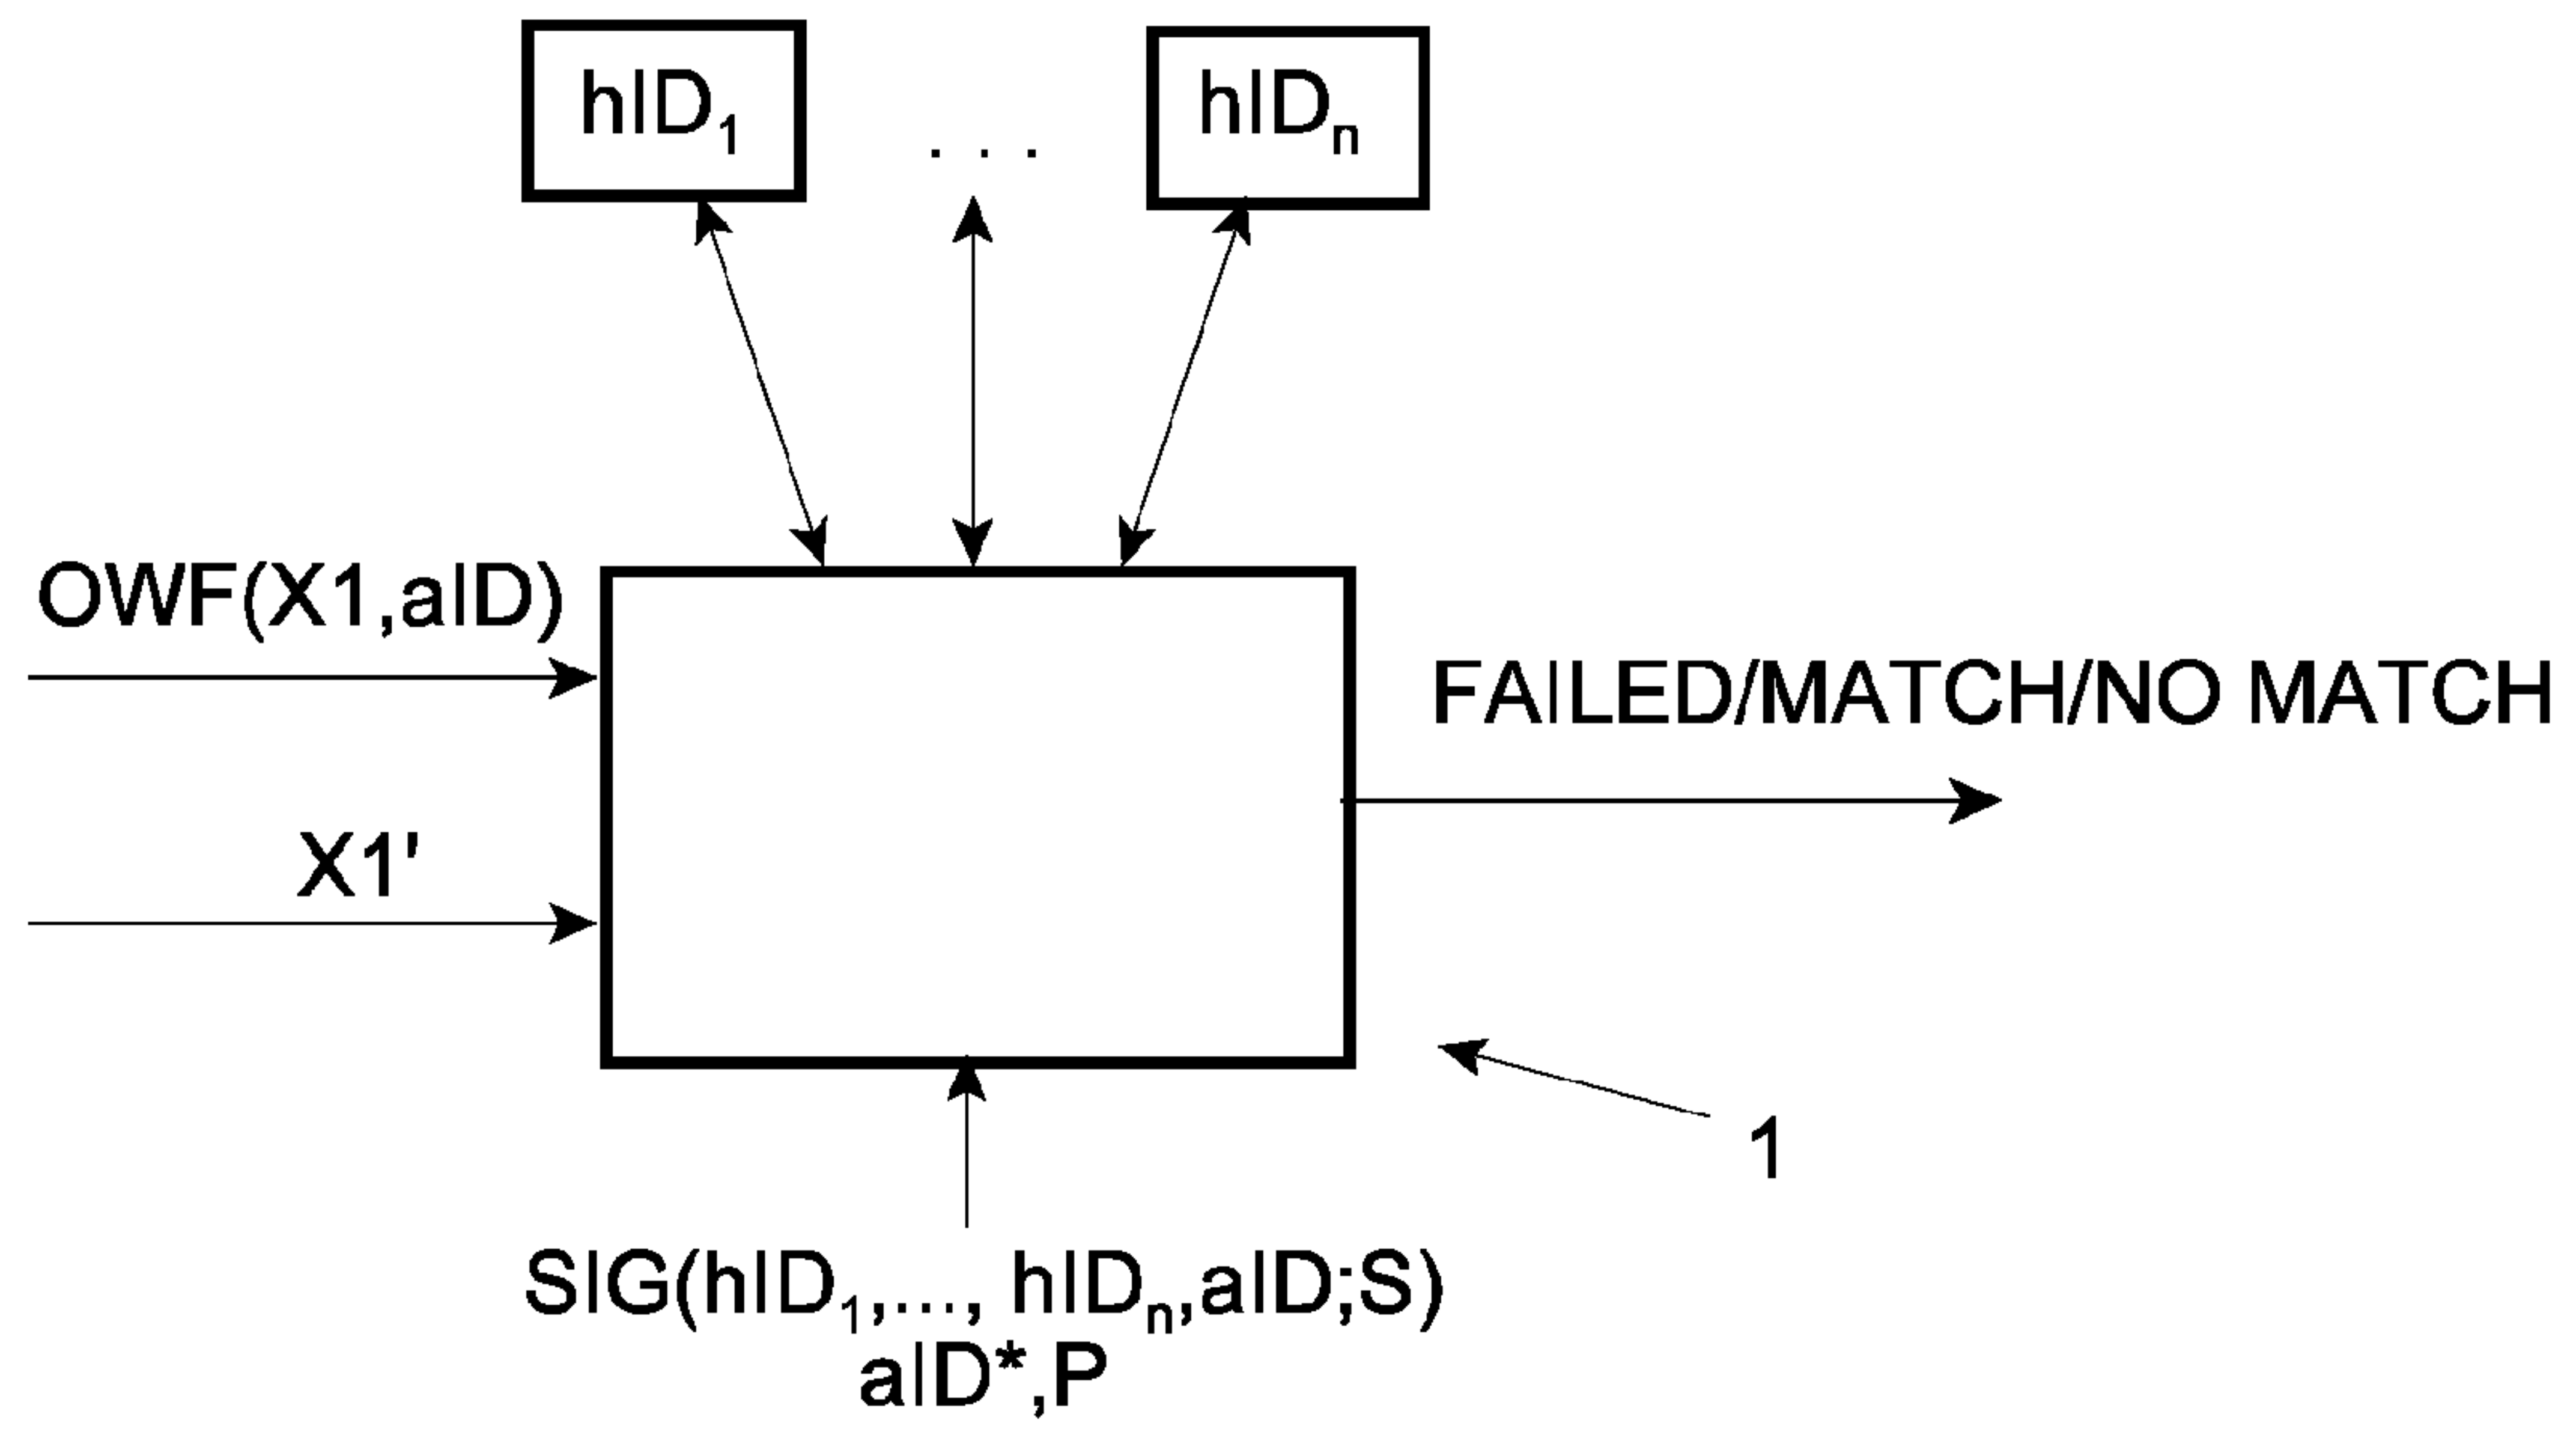 hID₁
. . .
hIDₙ
OWF(X1,aID)
FAILED/MATCH/NO MATCH
X1'
1
SIG(hID₁,..., hIDₙ,aID;S)
aID*,P